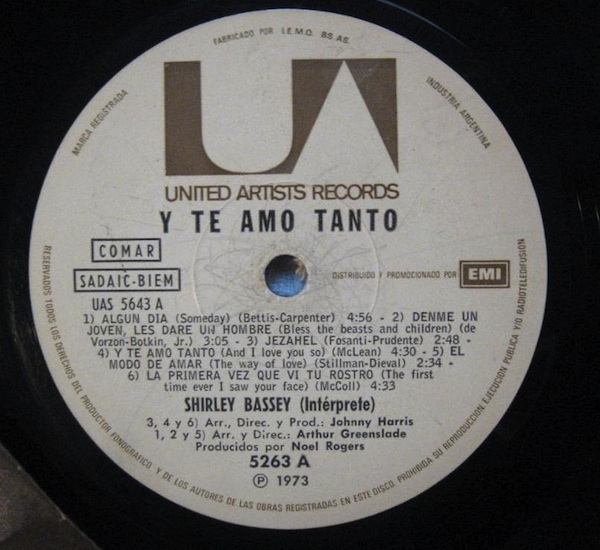 FABRICADO POR I.E.M.O. BS AS.
MARCA REGISTRADA
INDUSTRIA ARGENTINA
UA
UNITED ARTISTS RECORDS
Y TE AMO TANTO
COMAR
SADAIC-BIEM
DISTRIBUIDO y PROMOCIONADO POR EMI
UAS 5643 A
1) ALGUN DIA (Someday) (Bettis-Carpenter) 4:56 - 2) DENME UN
JOVEN, LES DARE UN HOMBRE (Bless the beasts and children) (de
Vorzon-Botkin, Jr.) 3:05 - 3) JEZAHEL (Fosanti-Prudente) 2:48 -
4) Y TE AMO TANTO (And I love you so) (McLean) 4:30 - 5) EL
MODO DE AMAR (The way of love) (Stillman-Dieval) 2:34 -
6) LA PRIMERA VEZ QUE VI TU ROSTRO (The first
time ever I saw your face) (McColl) 4:33
SHIRLEY BASSEY (Intérprete)
3, 4 y 6) Arr., Direc. y Prod.: Johnny Harris
1, 2 y 5) Arr. y Direc.: Arthur Greenslade
Producidos por Noel Rogers
5263 A
Ⓟ 1973
RESERVADOS TODOS LOS DERECHOS DEL PRODUCTOR FONOGRAFICO Y DE LOS AUTORES DE LAS OBRAS REGISTRADAS EN ESTE DISCO. PROHIBIDA SU REPRODUCCION EJECUCION PUBLICA Y/O RADIOTELEDIFUSION